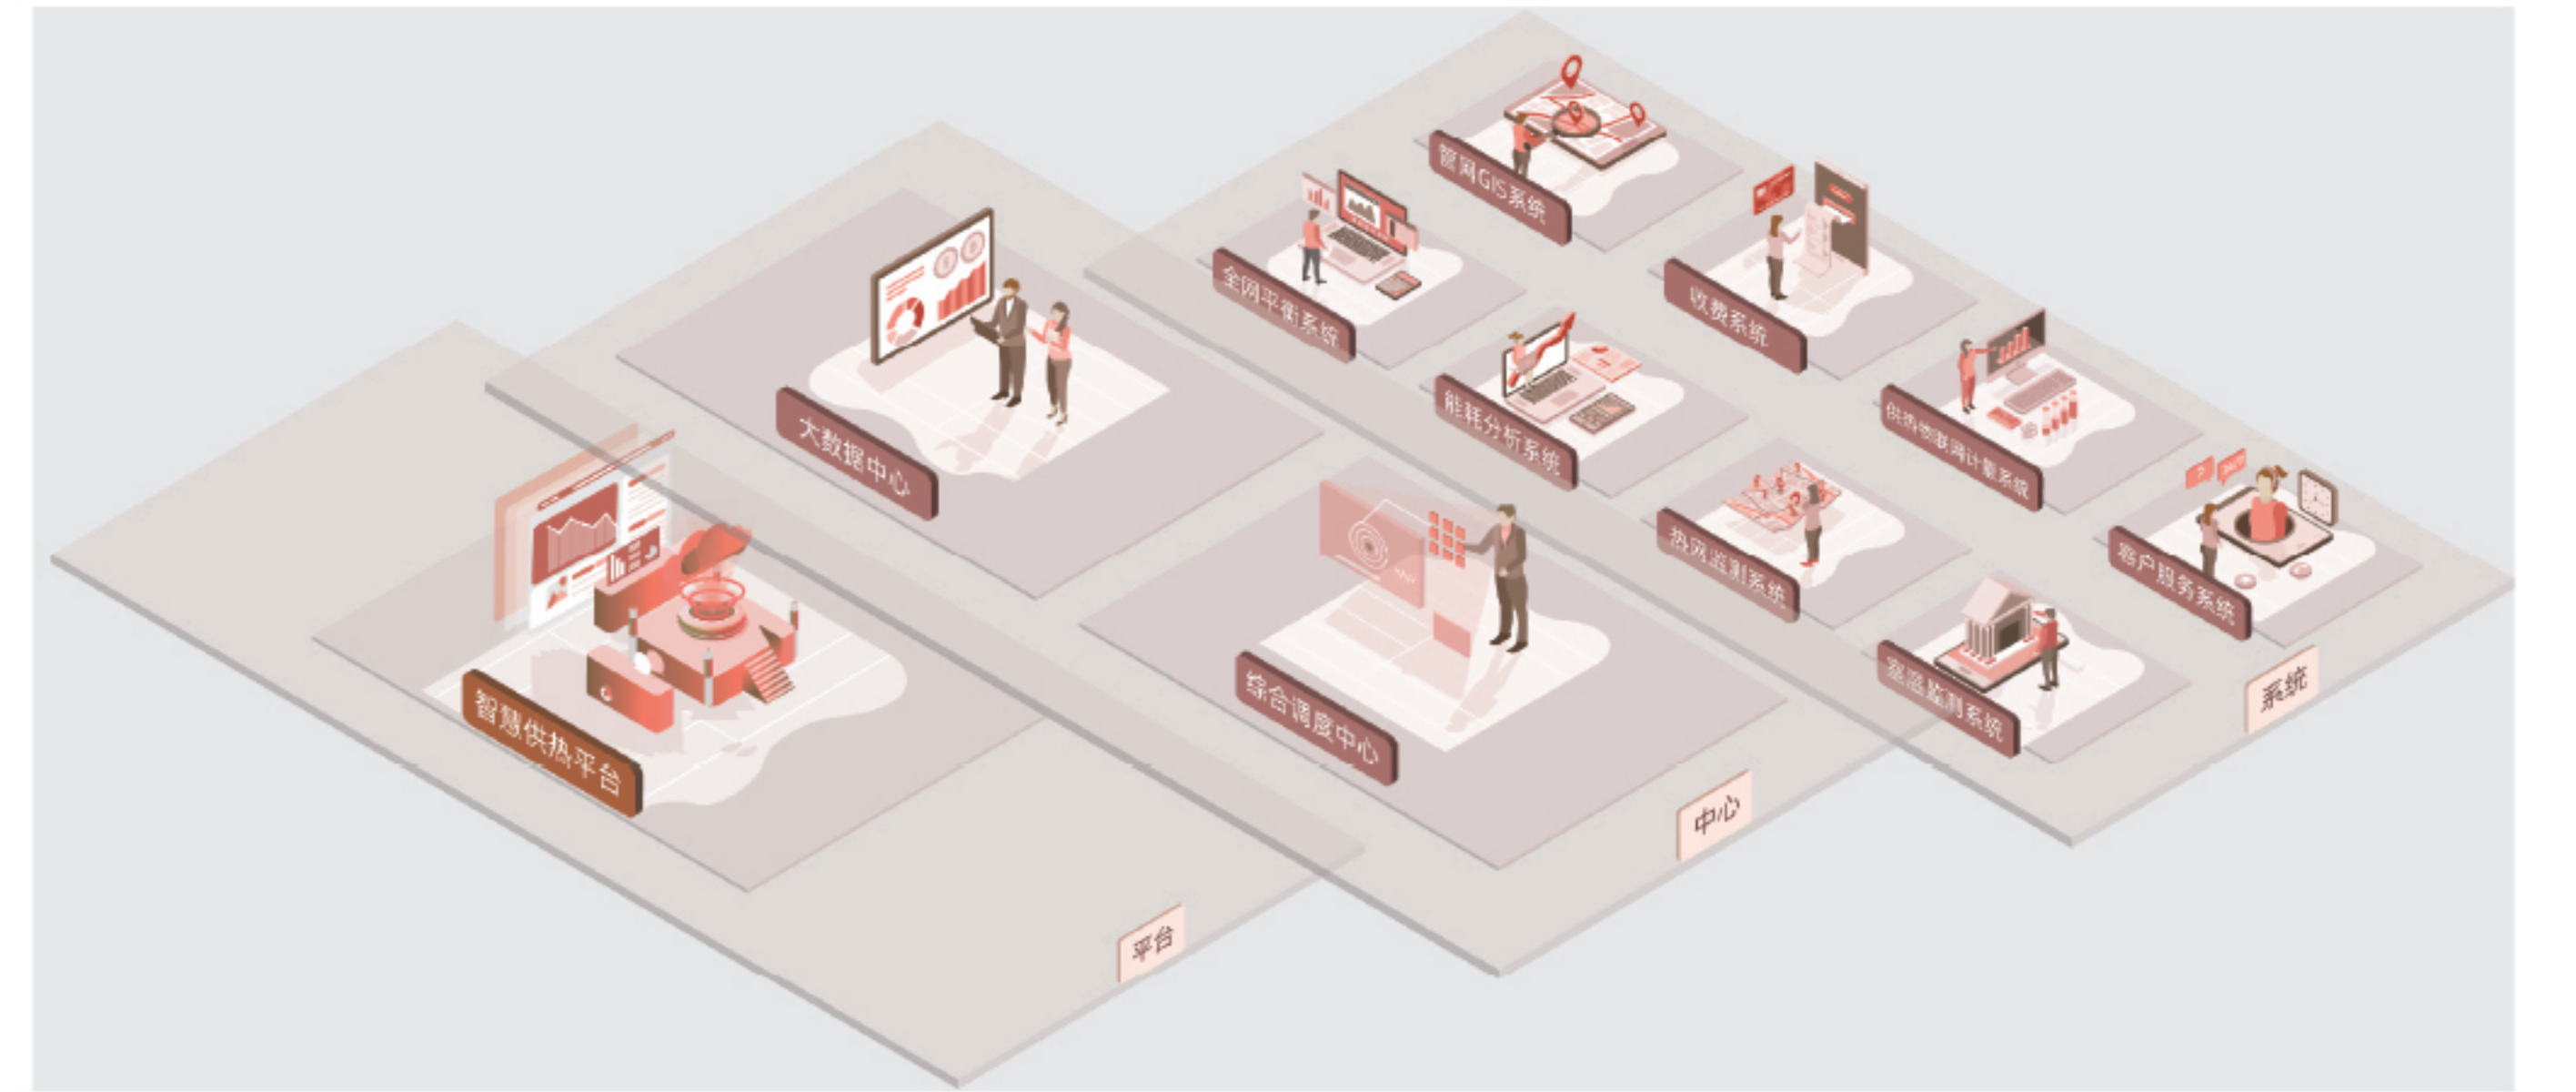 管网GIS系统
全网平衡系统
收费系统
大数据中心
能耗分析系统
供热物联网计量系统
热网监测系统
客户服务系统
智慧供热平台
综合调度中心
室温监测系统
系统
中心
平台